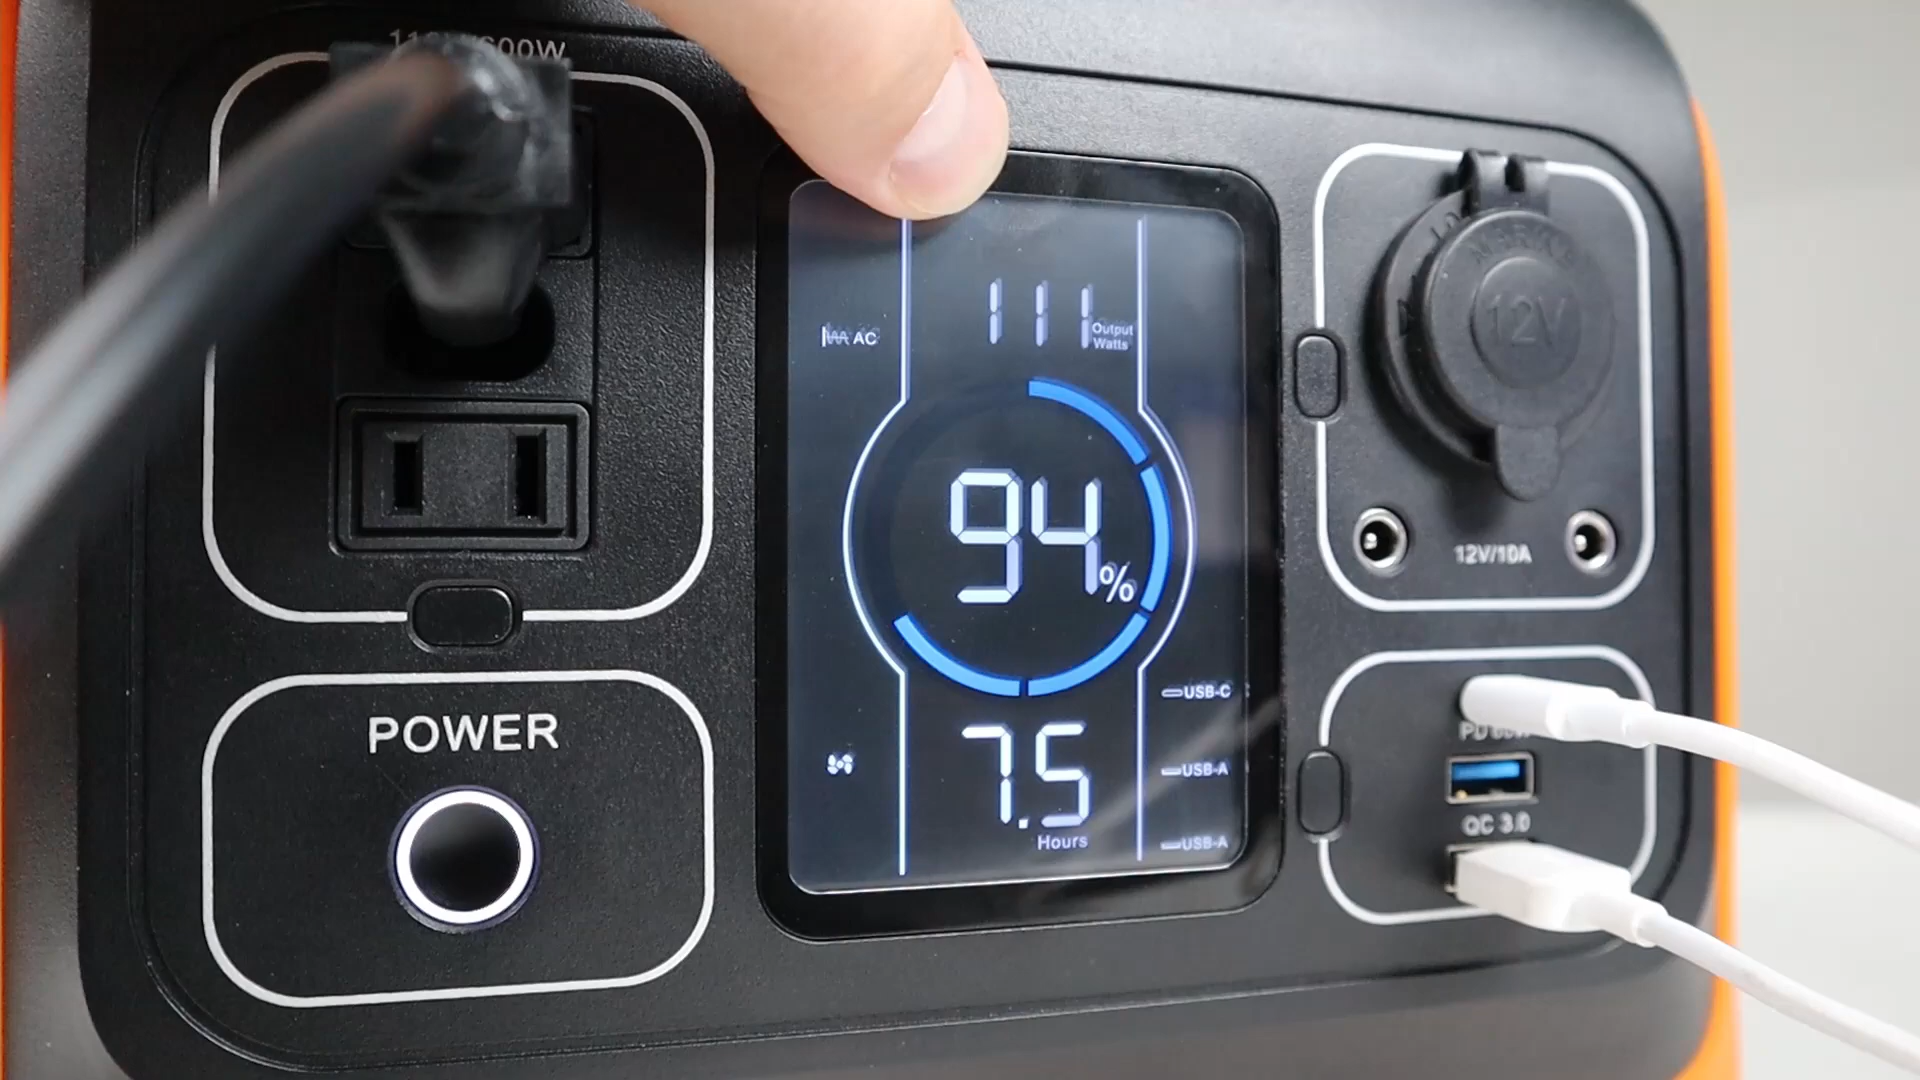 AC
111
Output
Watts
94%
USB-C
USB-A
USB-A
7.5
Hours
POWER
12V
12V/10A
QC 3.0